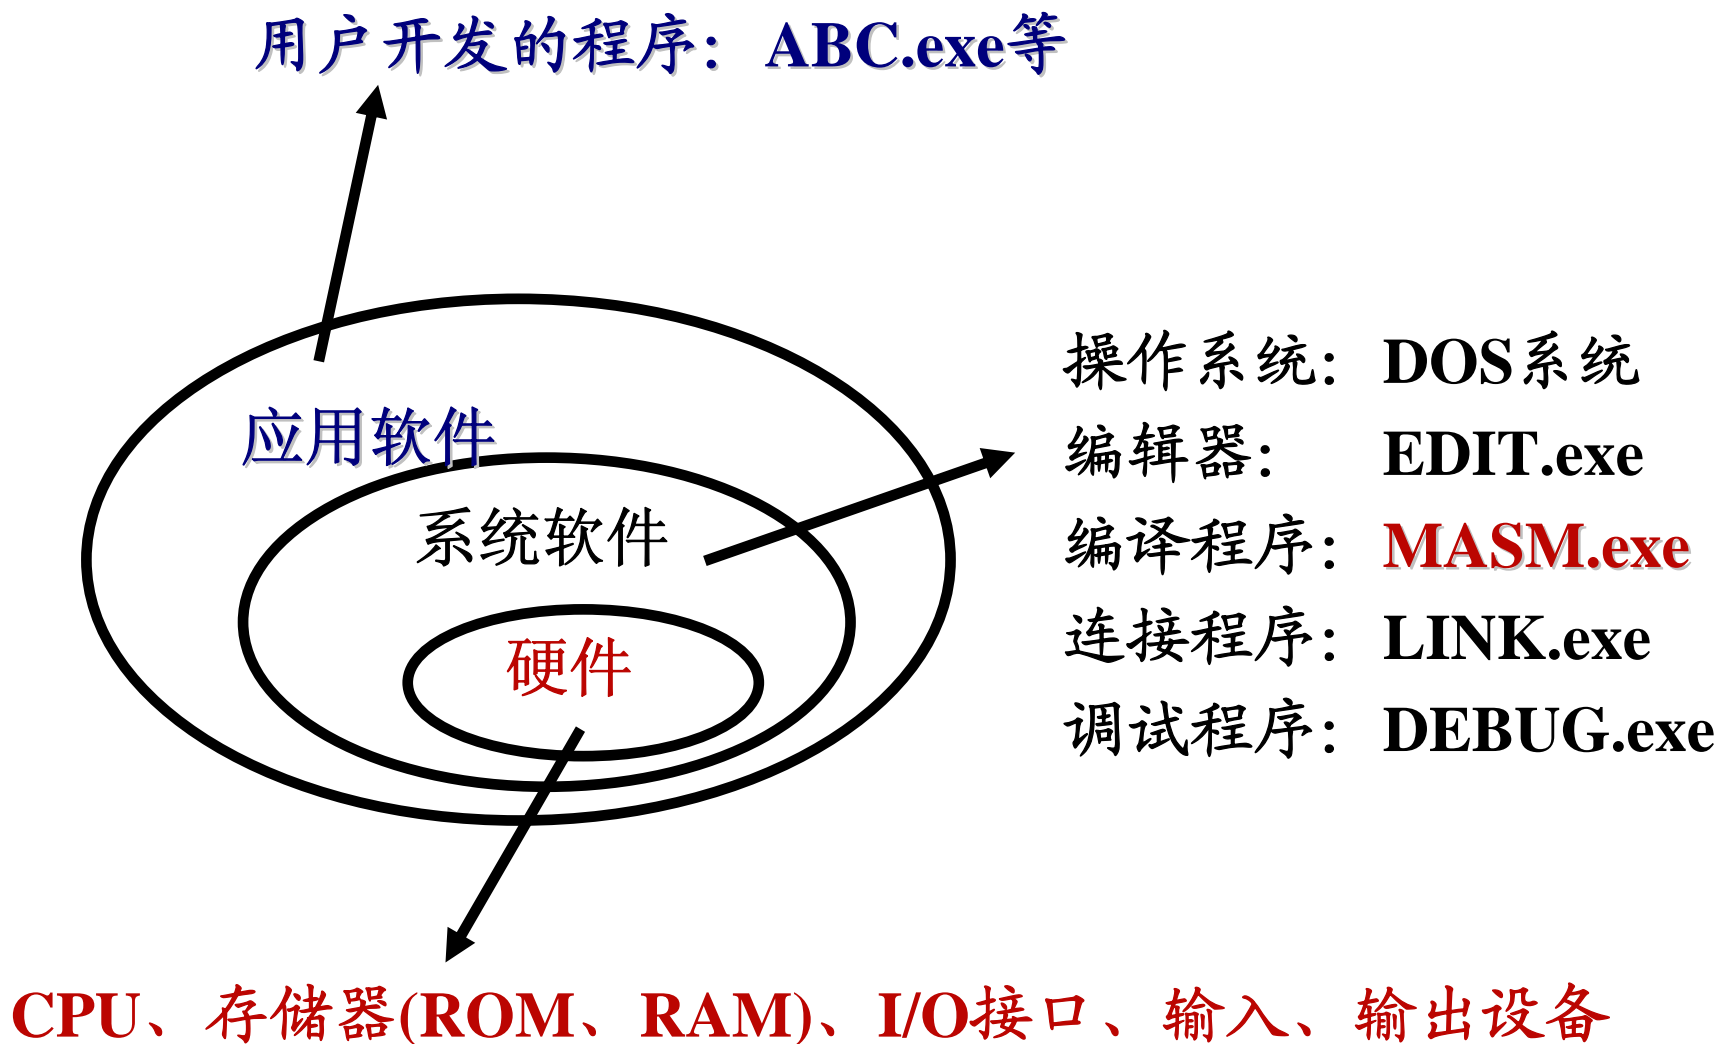 用户开发的程序：ABC.exe等
应用软件
系统软件
硬件
操作系统：DOS系统
编辑器：EDIT.exe
编译程序：MASM.exe
连接程序：LINK.exe
调试程序：DEBUG.exe
CPU、存储器(ROM、RAM)、I/O接口、输入、输出设备